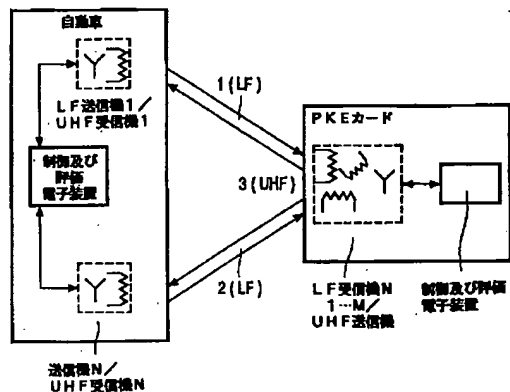 自動車
LF送信機1/
UHF受信機1
制御及び
評価
電子装置
送信機N/
UHF受信機N
1(LF)
3(UHF)
2(LF)
PKEカード
LF受信機N
1…M/
UHF送信機
制御及び評価
電子装置